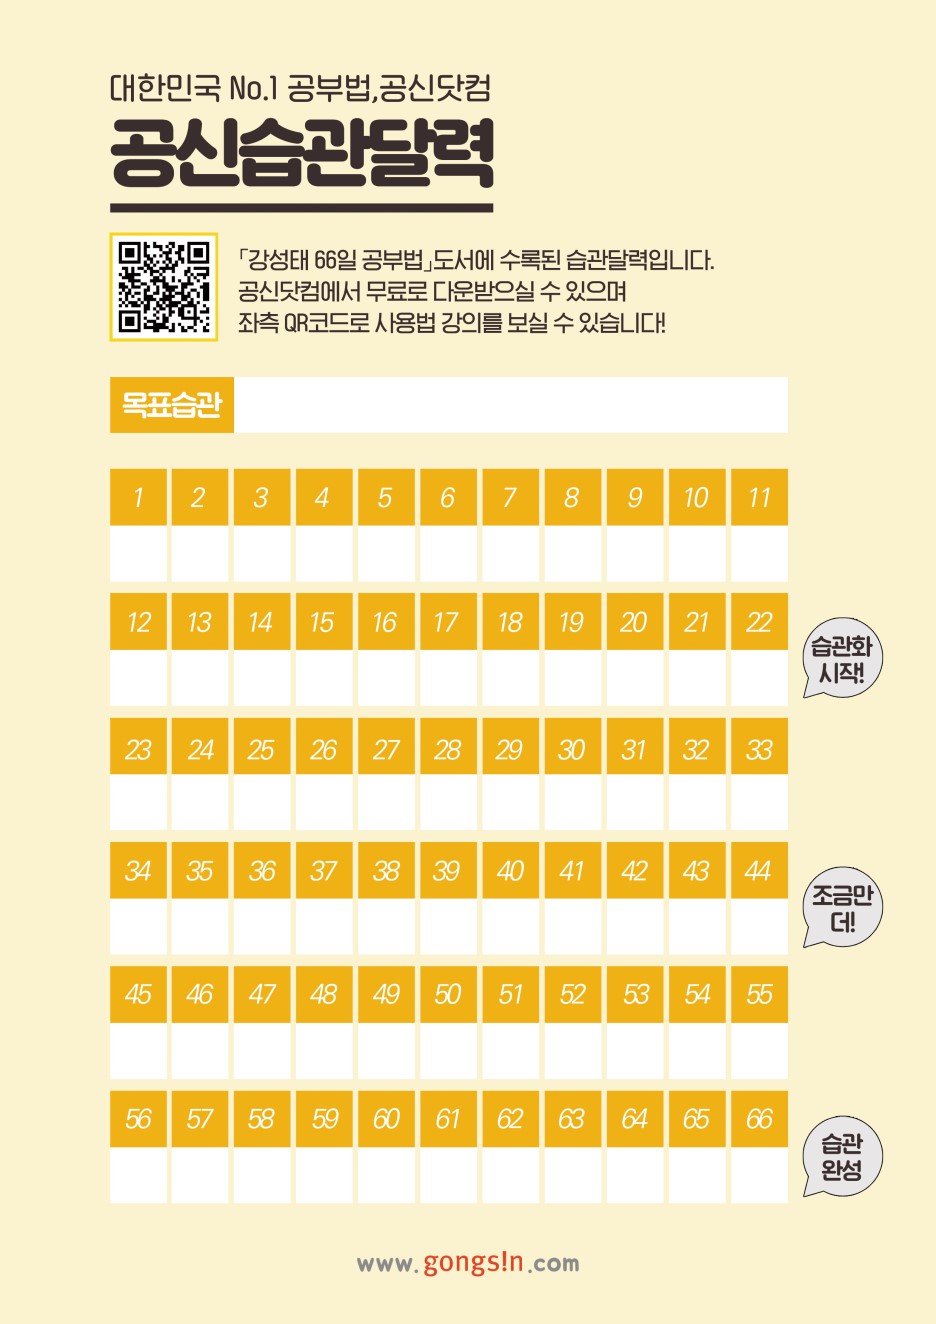 대한민국 No.1 공부법,공신닷컴
공신습관달력
「강성태 66일 공부법」도서에 수록된 습관달력입니다.
공신닷컴에서 무료로 다운받으실 수 있으며
좌측 QR코드로 사용법 강의를 보실 수 있습니다!
목표습관
1 2 3 4 5 6 7 8 9 10 11
12 13 14 15 16 17 18 19 20 21 22
습관화
시작!
23 24 25 26 27 28 29 30 31 32 33
34 35 36 37 38 39 40 41 42 43 44
조금만
더!
45 46 47 48 49 50 51 52 53 54 55
56 57 58 59 60 61 62 63 64 65 66
습관
완성
www.gongs!n.com